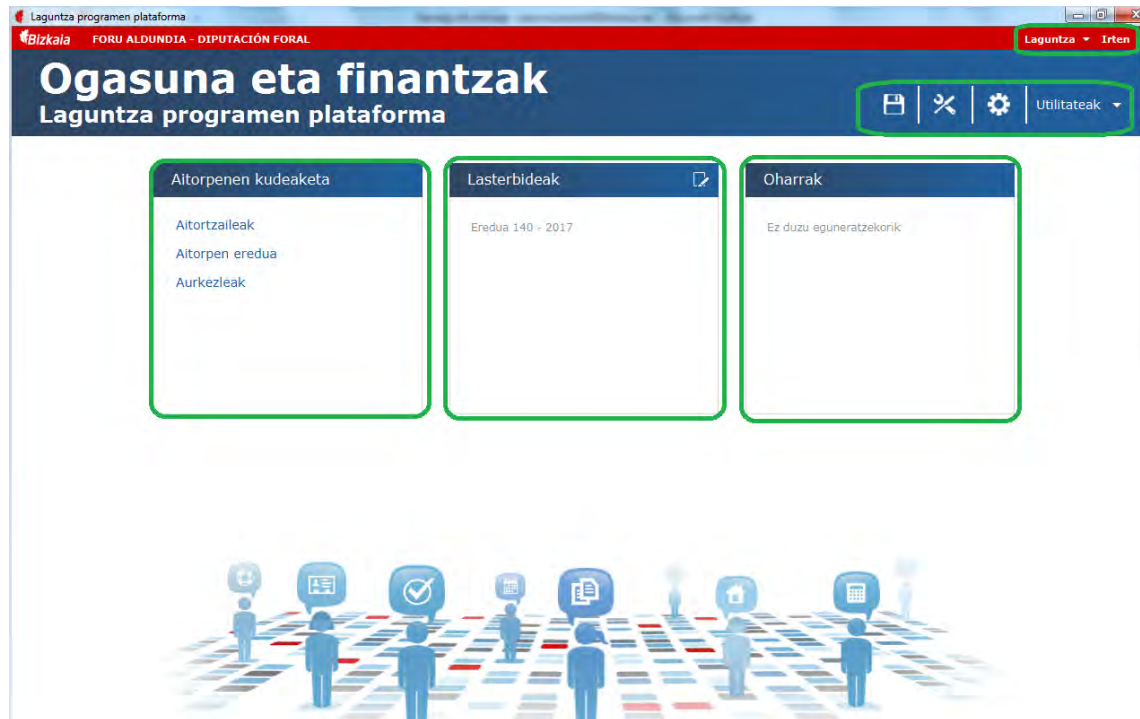 Laguntza programen plataforma
Bizkaia FORU ALDUNDIA - DIPUTACIÓN FORAL
Laguntza Irten
Ogasuna eta finantzak
Laguntza programen plataforma
Utilitateak
Aitorpenen kudeaketa
Aitortzaileak
Aitorpen eredua
Aurkezleak
Lasterbideak
Eredua 140 - 2017
Oharrak
Ez duzu eguneratzekorik